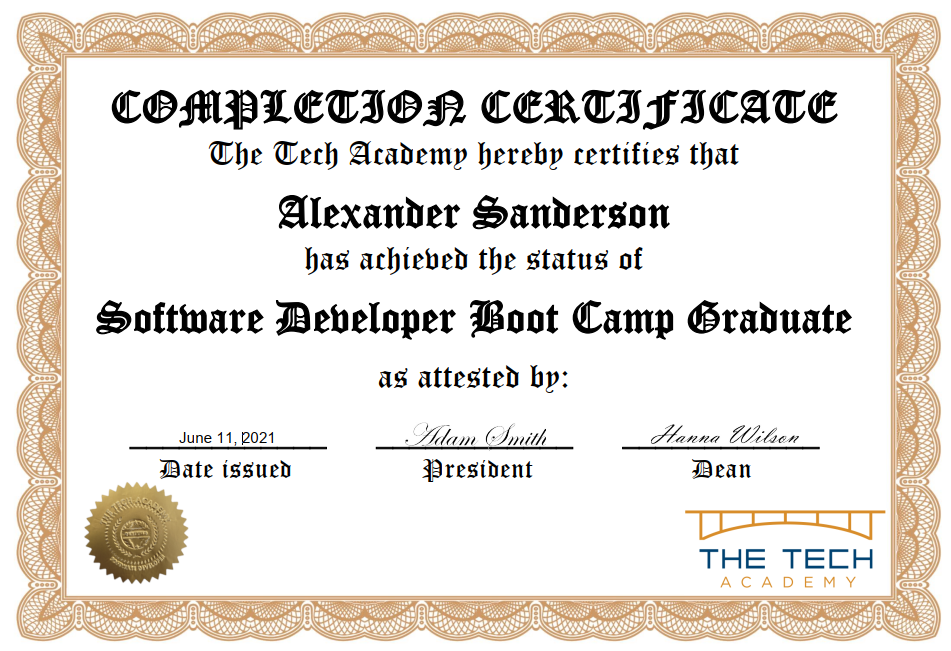 COMPLETION CERTIFICATE
The Tech Academy hereby certifies that
Alexander Sanderson
has achieved the status of
Software Developer Boot Camp Graduate
as attested by:
June 11, 2021 Adam Smith Hanna Wilson
Date issued President Dean
THE TECH
ACADEMY